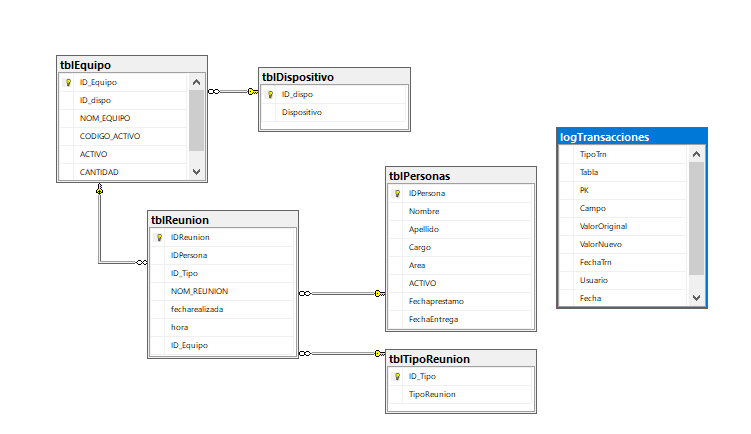 tblEquipo
ID_Equipo
ID_dispo
NOM_EQUIPO
CODIGO_ACTIVO
ACTIVO
CANTIDAD
tblDispositivo
ID_dispo
Dispositivo
logTransacciones
TipoTrn
Tabla
PK
Campo
ValorOriginal
ValorNuevo
FechaTrn
Usuario
Fecha
tblPersonas
IDPersona
Nombre
Apellido
Cargo
Area
ACTIVO
Fechaprestamo
FechaEntrega
tblReunion
IDReunion
IDPersona
ID_Tipo
NOM_REUNION
fecharealizada
hora
ID_Equipo
tblTipoReunion
ID_Tipo
TipoReunion